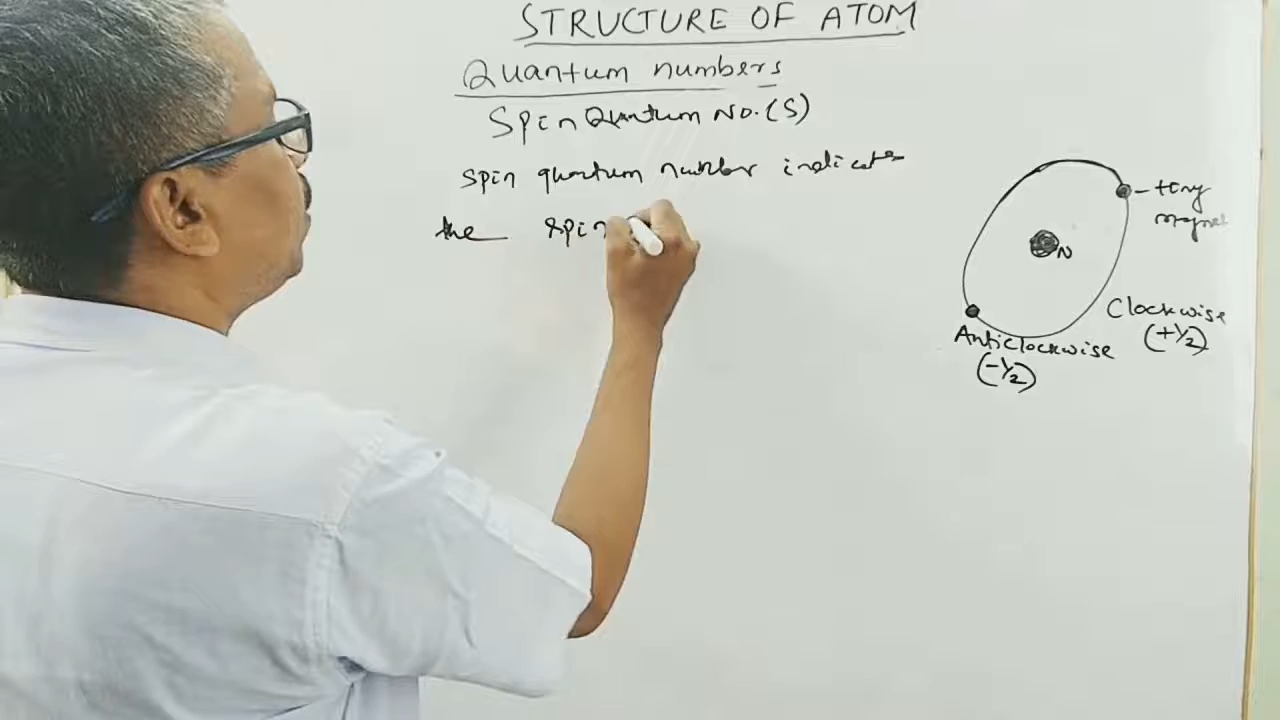 STRUCTURE OF ATOM
Quantum numbers
Spin Quantum No. (S)
spin quantum number indicates
the spin
tiny
magnet
N
Clockwise
(+1/2)
Anticlockwise
(-1/2)